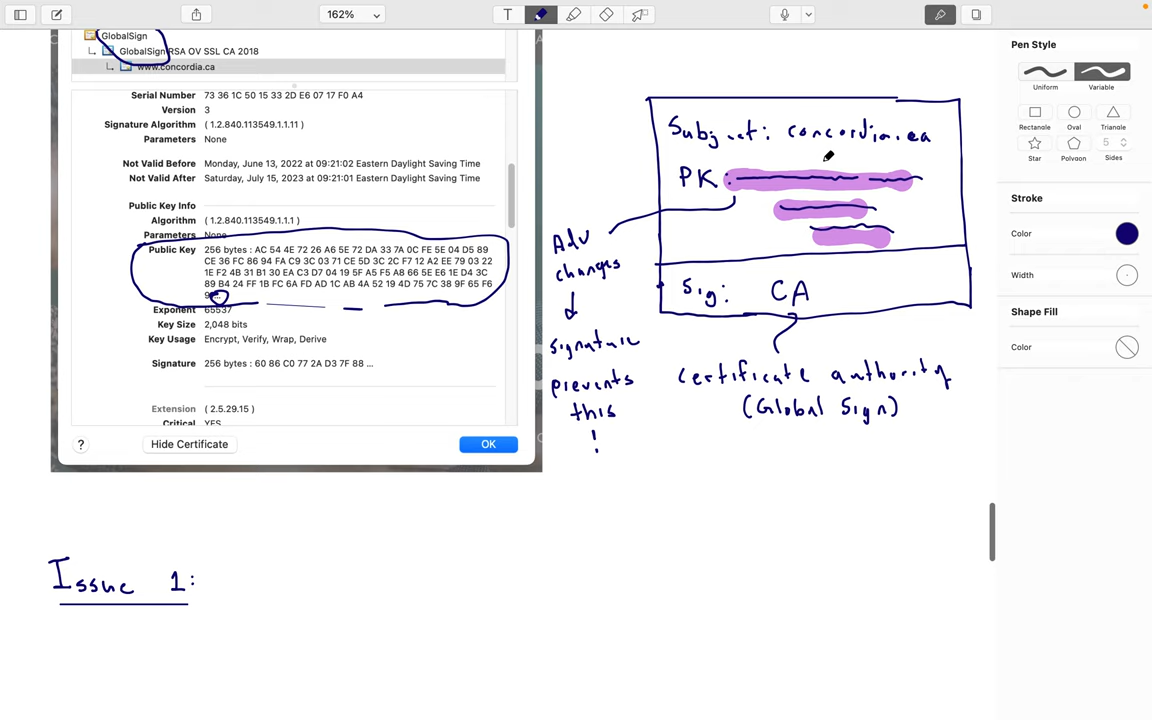 162%
T
GlobalSign
GlobalSign RSA OV SSL CA 2018
www.concordia.ca
Serial Number 73 36 1C 50 15 33 2D E6 07 17 F0 A4
Version 3
Signature Algorithm ( 1.2.840.113549.1.1.11 )
Parameters None
Not Valid Before Monday, June 13, 2022 at 09:21:02 Eastern Daylight Saving Time
Not Valid After Saturday, July 15, 2023 at 09:21:01 Eastern Daylight Saving Time
Public Key Info
Algorithm ( 1.2.840.113549.1.1.1 )
Parameters None
Public Key 256 bytes : AC 54 4E 72 26 A6 5E 72 DA 33 7A 0C FE 5E 04 D5 89
CE 36 FC 86 94 FA C9 3C 03 71 CE 5D 3C 2C F7 12 A2 EE 79 03 22
1E F2 4B 31 B1 30 EA C3 D7 04 19 5F A5 F5 A8 66 5E E6 1E D4 3C
89 B4 24 FF 1B FC 6A FD AD 1C AB 4A 52 19 4D 75 7C 38 9F 65 F6
Exponent 65537
Key Size 2,048 bits
Key Usage Encrypt, Verify, Wrap, Derive
Signature 256 bytes : 60 86 C0 77 2A D3 7F 88 ...
Extension ( 2.5.29.15 )
Critical YES
?
Hide Certificate
OK
Subject: concordia.ca
PK:
Sig: CA
certificate authority
(Global Sign)
Adv
changes
↓
signature
prevents
this
!
Issue 1:
Pen Style
Uniform Variable
Rectangle Oval Triangle
Star Polygon 5 Sides
Stroke
Color
Width
Shape Fill
Color